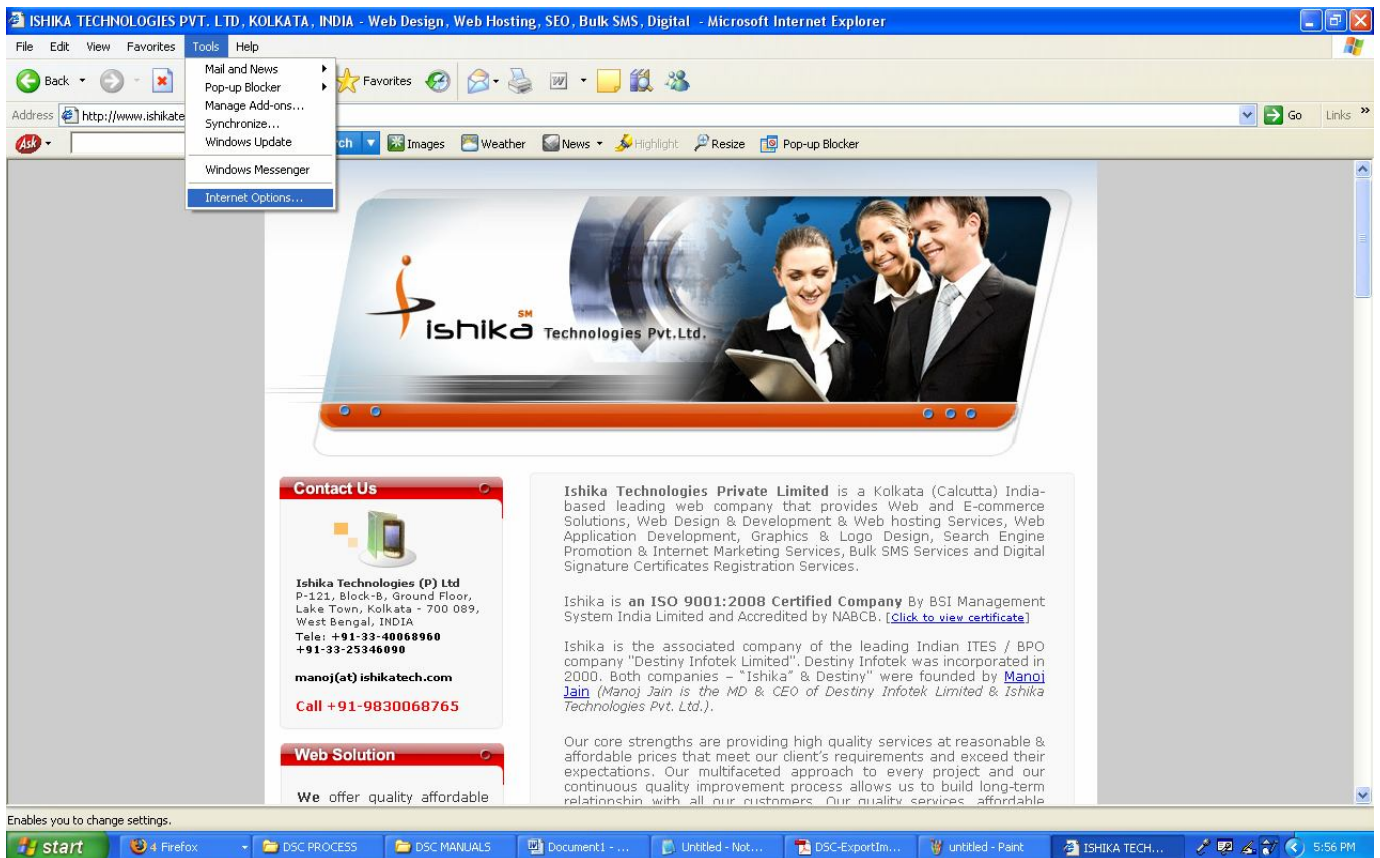 ISHIKA TECHNOLOGIES PVT. LTD, KOLKATA, INDIA - Web Design, Web Hosting, SEO, Bulk SMS, Digital - Microsoft Internet Explorer
File Edit View Favorites Tools Help
Mail and News
Pop-up Blocker
Manage Add-ons...
Synchronize...
Windows Update
Windows Messenger
Internet Options...
Back
Favorites
Address http://www.ishikate
Go Links »
Ask
ch Images Weather News Highlight Resize Pop-up Blocker
ishika SM Technologies Pvt.Ltd.
Contact Us
Ishika Technologies (P) Ltd
P-121, Block-B, Ground Floor,
Lake Town, Kolkata - 700 089,
West Bengal, INDIA
Tele: +91-33-40068960
+91-33-25346090
manoj(at)ishikatech.com
Call +91-9830068765
Web Solution
We offer quality affordable
Ishika Technologies Private Limited is a Kolkata (Calcutta) India-
based leading web company that provides Web and E-commerce
Solutions, Web Design & Development & Web hosting Services, Web
Application Development, Graphics & Logo Design, Search Engine
Promotion & Internet Marketing Services, Bulk SMS Services and Digital
Signature Certificates Registration Services.
Ishika is an ISO 9001:2008 Certified Company By BSI Management
System India Limited and Accredited by NABCB. [Click to view certificate]
Ishika is the associated company of the leading Indian ITES / BPO
company "Destiny Infotek Limited". Destiny Infotek was incorporated in
2000. Both companies – "Ishika" & Destiny" were founded by Manoj
Jain (Manoj Jain is the MD & CEO of Destiny Infotek Limited & Ishika
Technologies Pvt. Ltd.).
Our core strengths are providing high quality services at reasonable &
affordable prices that meet our client's requirements and exceed their
expectations. Our multifaceted approach to every project and our
continuous quality improvement process allows us to build long-term
relationship with all our customers. Our quality services, affordable
Enables you to change settings.
start 4 Firefox DSC PROCESS DSC MANUALS Document1 - ... Untitled - Not... DSC-ExportIm... untitled - Paint ISHIKA TECH... 5:56 PM